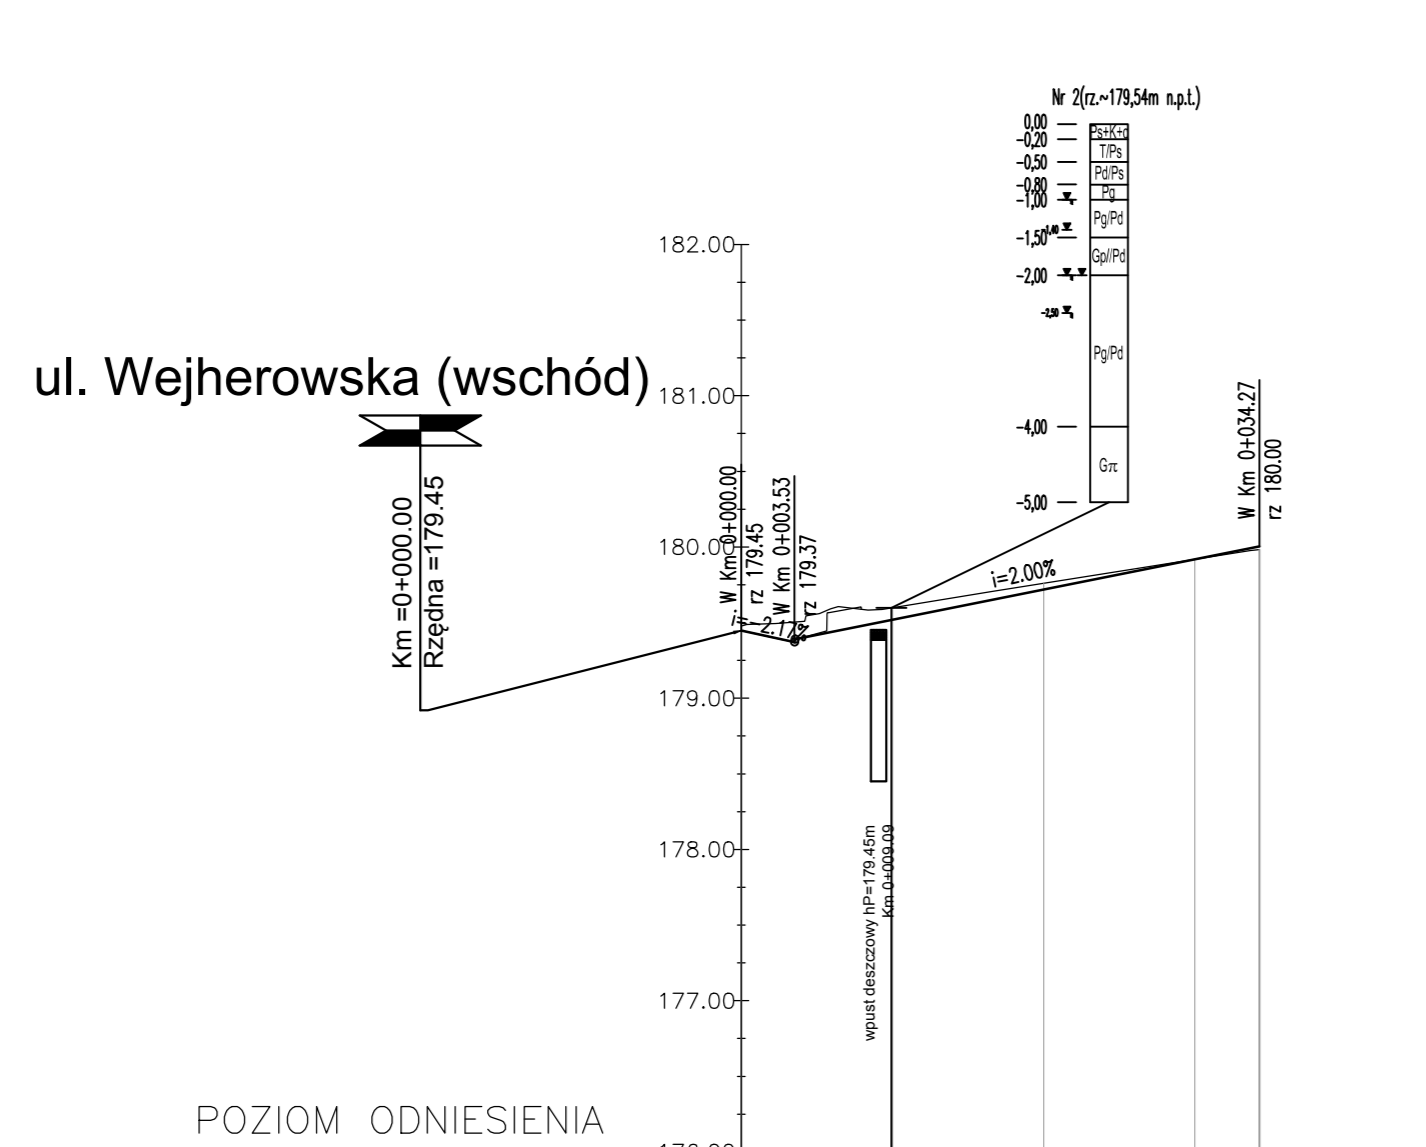 Nr 2(rz.~179,54m n.p.t.)
0,00
-0,20
-0,50
-0,80
-1,00
-1,40
-1,50
-2,00
-2,50
-4,00
-5,00
Ps+K+c
T/Ps
Pd/Ps
Pg
Pg/Pd
Gp//Pd
Pg/Pd
Gπ
182.00
181.00
180.00
179.00
178.00
177.00
ul. Wejherowska (wschód)
Km =0+000.00
Rzędna =179.45
W Km 0+000.00
rz 179.45
W Km 0+003.53
rz 179.37
i=-2.17%
i=2.00%
W Km 0+034.27
rz 180.00
wpust deszczowy hP=179.45m
Km 0+009.09
POZIOM ODNIESIENIA